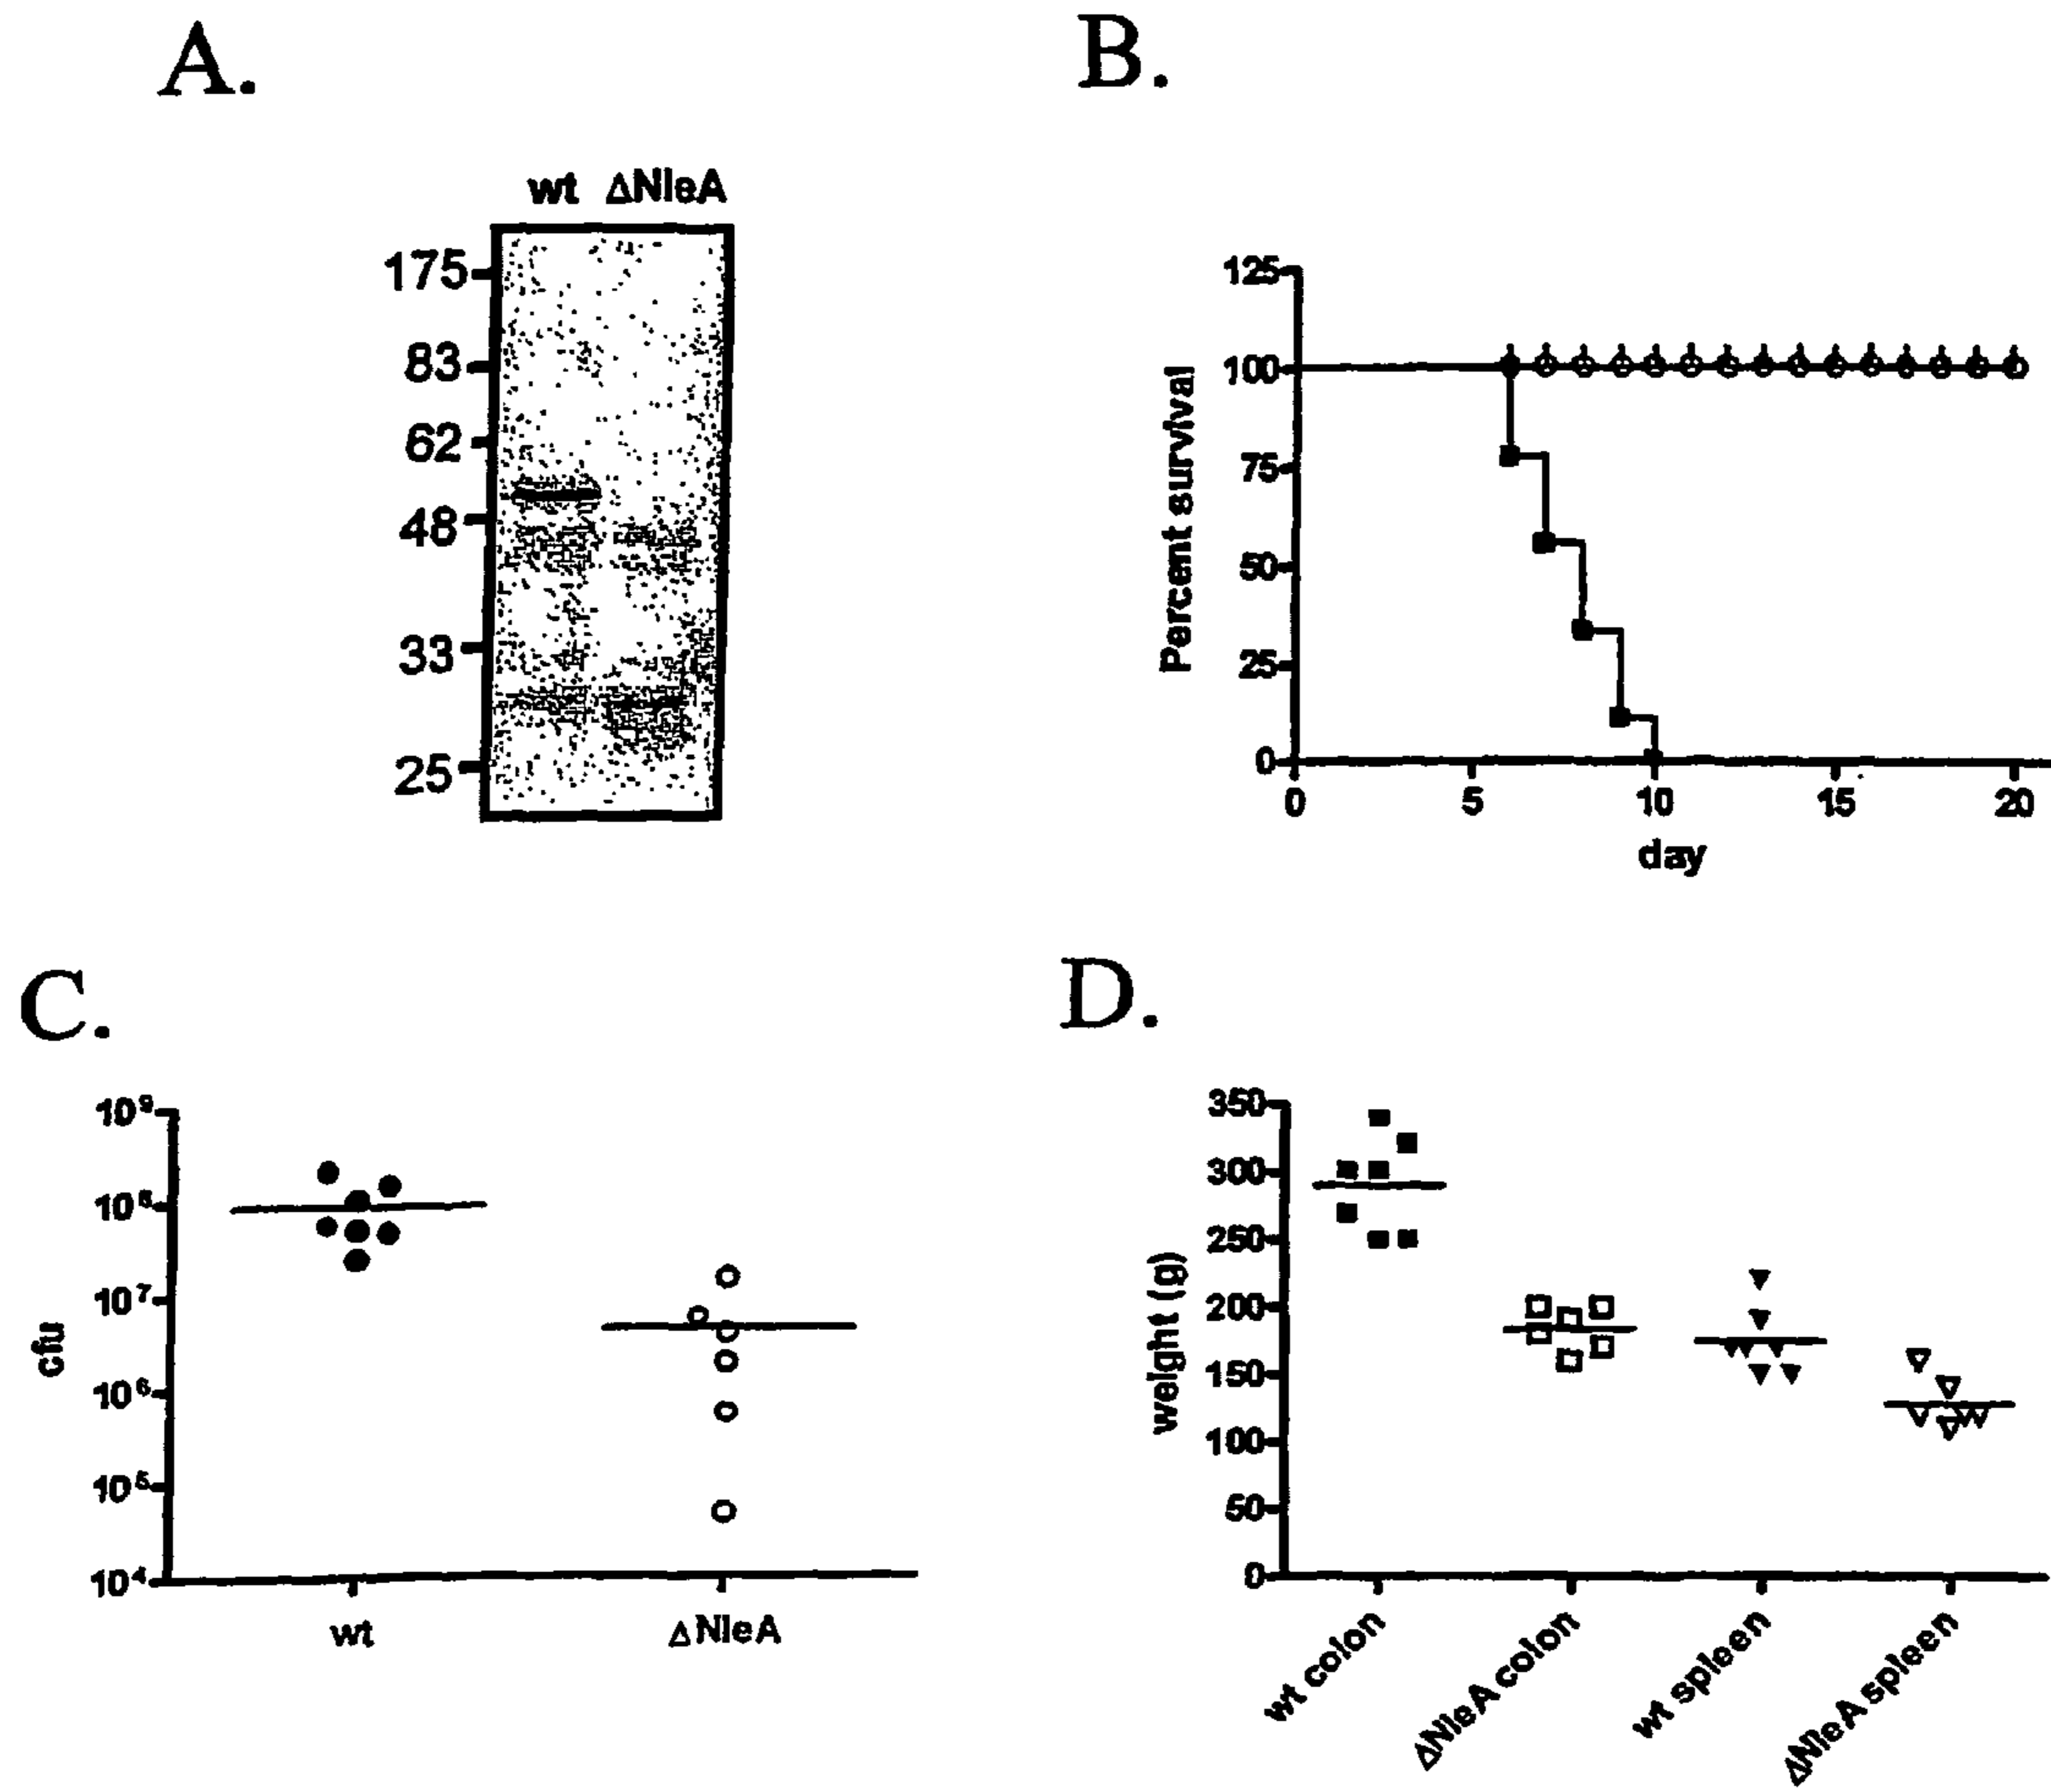 A.
wt ΔNleA
175
83
62
48
33
25
B.
125
100
75
50
25
0
Percent survival
0 5 10 15 20
day
C.
10⁹
10⁸
10⁷
10⁶
10⁵
10⁴
cfu
wt ΔNleA
D.
350
300
250
200
150
100
50
0
weight (g)
wt colon
ΔNleA colon
wt spleen
ΔNleA spleen